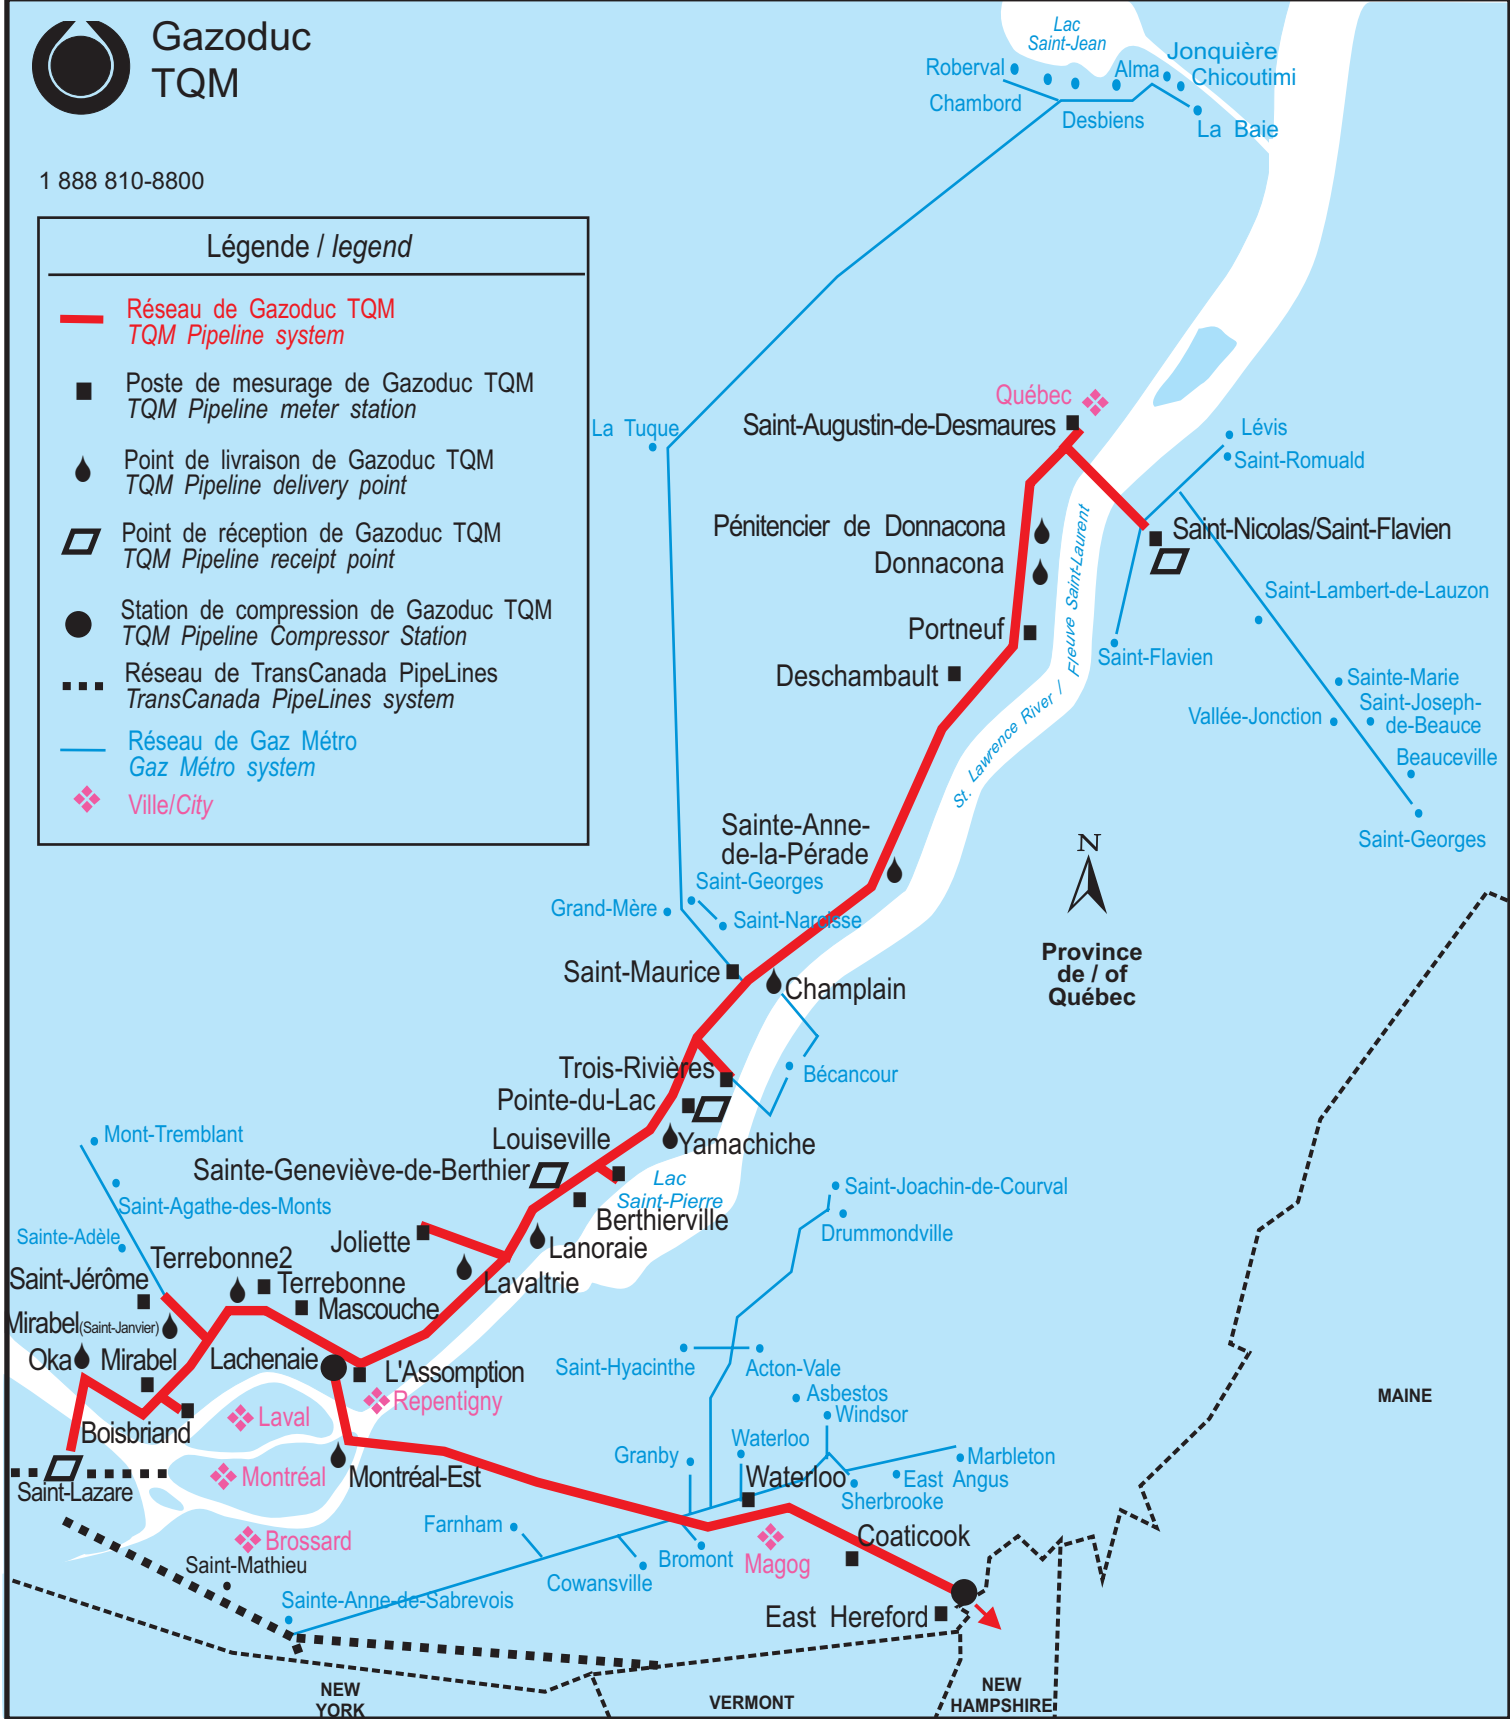 Gazoduc
TQM
1 888 810-8800
Légende / legend
Réseau de Gazoduc TQM
TQM Pipeline system
Poste de mesurage de Gazoduc TQM
TQM Pipeline meter station
Point de livraison de Gazoduc TQM
TQM Pipeline delivery point
Point de réception de Gazoduc TQM
TQM Pipeline receipt point
Station de compression de Gazoduc TQM
TQM Pipeline Compressor Station
Réseau de TransCanada PipeLines
TransCanada PipeLines system
Réseau de Gaz Métro
Gaz Métro system
Ville/City
Lac
Saint-Jean
Roberval
Alma
Jonquière
Chicoutimi
Chambord
Desbiens
La Baie
La Tuque
Québec
Saint-Augustin-de-Desmaures
Lévis
Saint-Romuald
Pénitencier de Donnacona
Donnacona
Saint-Nicolas/Saint-Flavien
Saint-Lambert-de-Lauzon
Portneuf
Deschambault
Saint-Flavien
St. Lawrence River / Fleuve Saint-Laurent
Sainte-Marie
Vallée-Jonction
Saint-Joseph-
de-Beauce
Beauceville
Saint-Georges
Sainte-Anne-
de-la-Pérade
Saint-Georges
Grand-Mère
Saint-Narcisse
N
Province
de / of
Québec
Saint-Maurice
Champlain
Trois-Rivières
Bécancour
Pointe-du-Lac
Louiseville
Yamachiche
Sainte-Geneviève-de-Berthier
Lac
Saint-Pierre
Berthierville
Lanoraie
Joliette
Lavaltrie
Mont-Tremblant
Saint-Agathe-des-Monts
Sainte-Adèle
Terrebonne2
Saint-Jérôme
Terrebonne
Mascouche
Mirabel(Saint-Janvier)
Oka
Mirabel
Lachenaie
L'Assomption
Repentigny
Laval
Boisbriand
Montréal
Montréal-Est
Saint-Lazare
Brossard
Saint-Mathieu
Saint-Joachin-de-Courval
Drummondville
Saint-Hyacinthe
Acton-Vale
Asbestos
Windsor
Granby
Waterloo
Waterloo
Marbleton
East Angus
Sherbrooke
Farnham
Bromont
Cowansville
Magog
Coaticook
Sainte-Anne-de-Sabrevois
East Hereford
MAINE
NEW
YORK
VERMONT
NEW
HAMPSHIRE